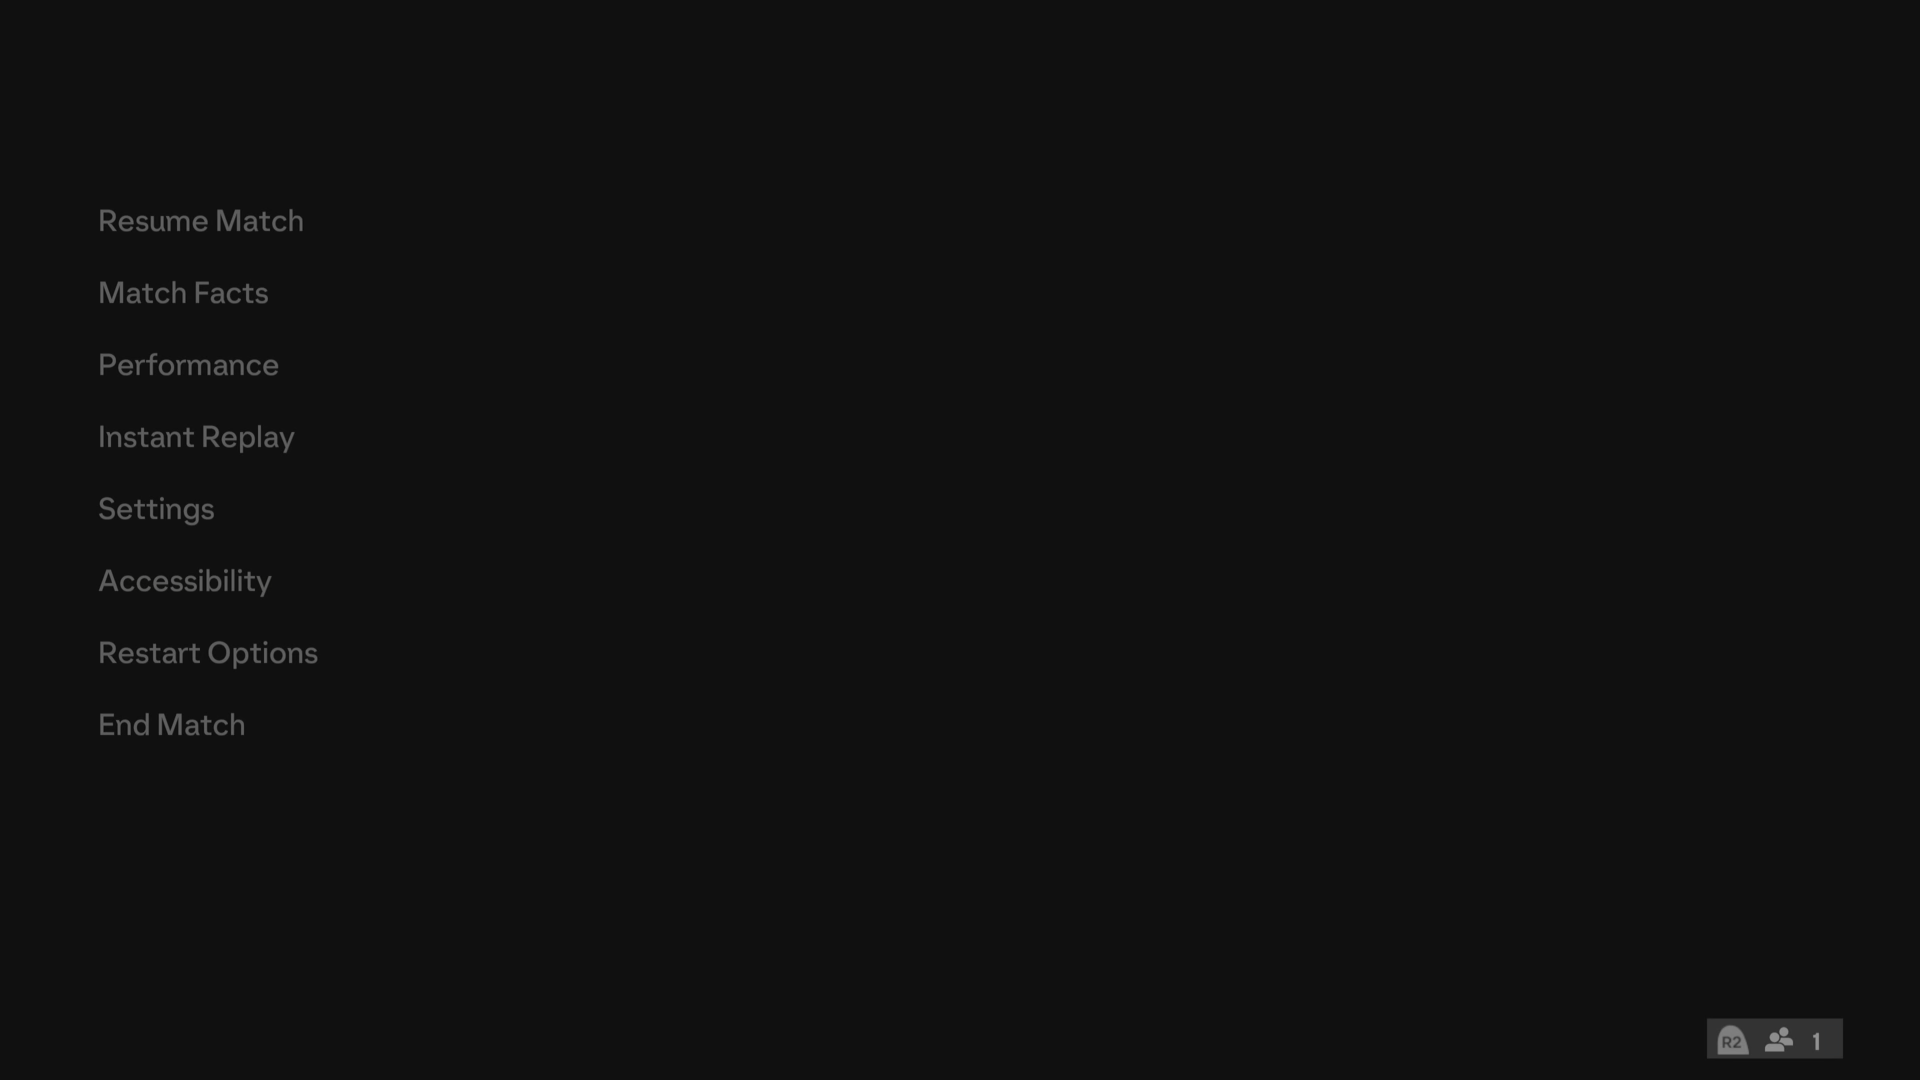 Resume Match
Match Facts
Performance
Instant Replay
Settings
Accessibility
Restart Options
End Match
R2 1